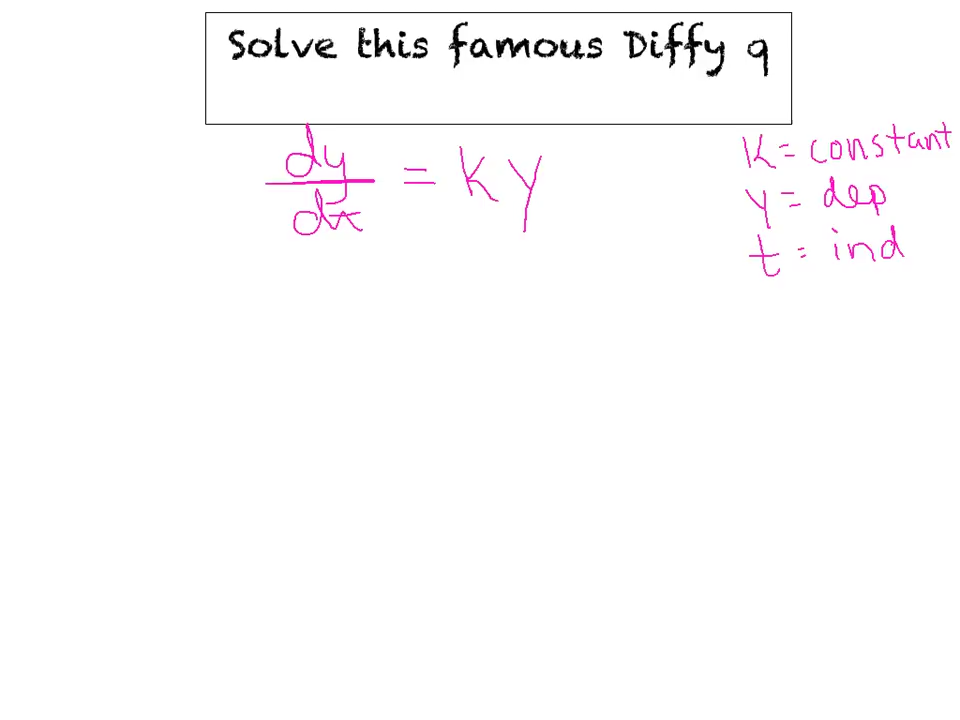 Solve this famous Diffy q
dy/dx = ky
K = constant
y = dep
t = ind